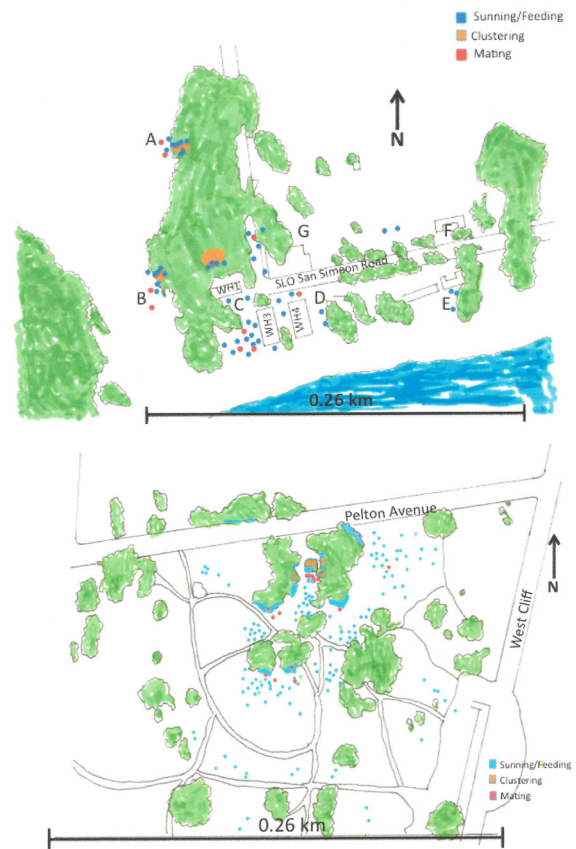 Sunning/Feeding
Clustering
Mating
N
A
G
F
SLO San Simeon Road
B
WH1
C
D
E
WH3
WH4
0.26 km
Pelton Avenue
N
West Cliff
Sunning/Feeding
Clustering
Mating
0.26 km